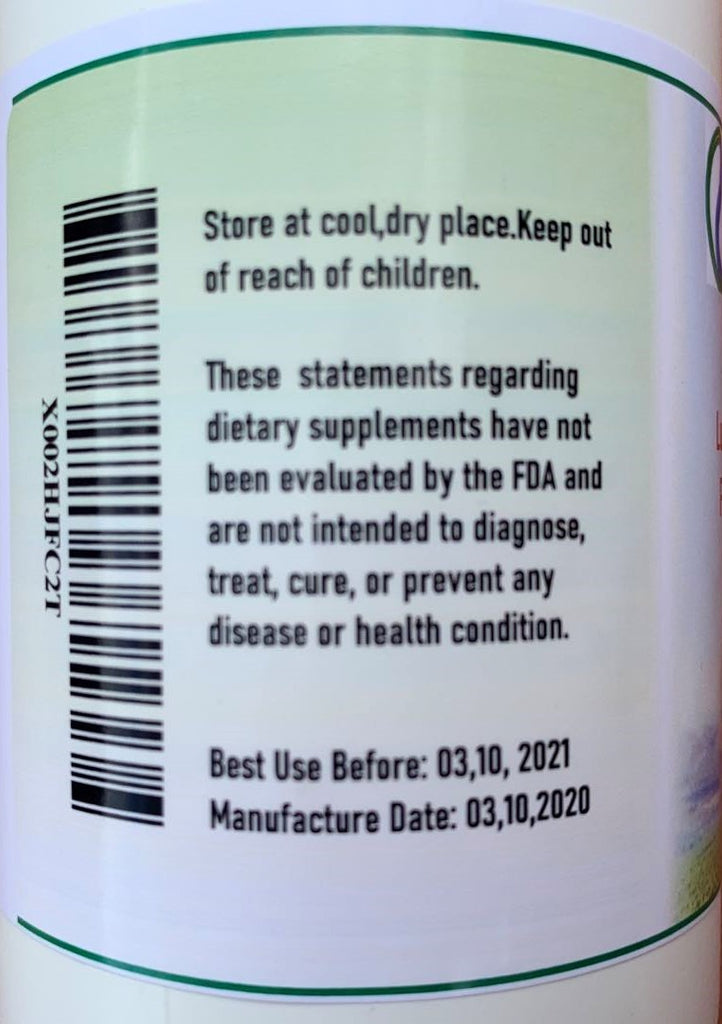 Store at cool,dry place.Keep out
of reach of children.
These statements regarding
dietary supplements have not
been evaluated by the FDA and
are not intended to diagnose,
treat, cure, or prevent any
disease or health condition.
Best Use Before: 03,10, 2021
Manufacture Date: 03,10,2020
X002HJFC2T